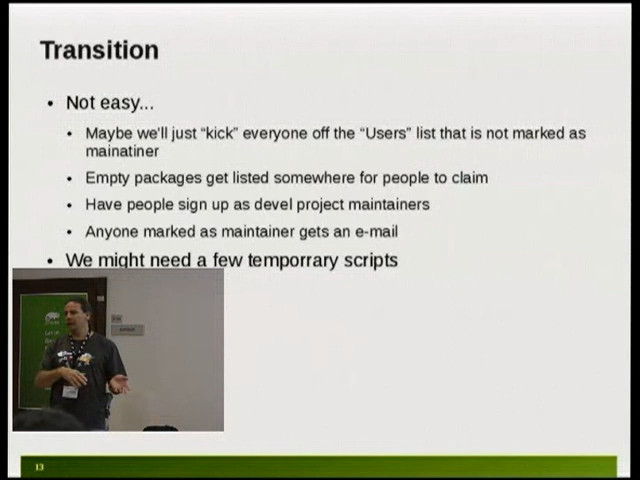 Transition
• Not easy...
• Maybe we'll just “kick” everyone off the “Users” list that is not marked as
mainatiner
• Empty packages get listed somewhere for people to claim
• Have people sign up as devel project maintainers
• Anyone marked as maintainer gets an e-mail
• We might need a few temporrary scripts
13